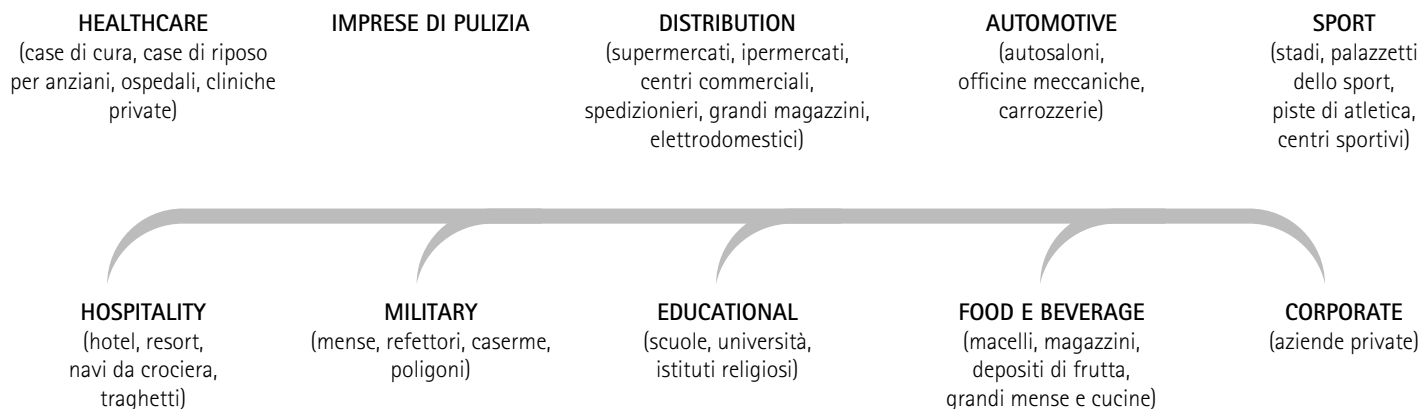 HEALTHCARE
(case di cura, case di riposo
per anziani, ospedali, cliniche
private)
IMPRESE DI PULIZIA
DISTRIBUTION
(supermercati, ipermercati,
centri commerciali,
spedizionieri, grandi magazzini,
elettrodomestici)
AUTOMOTIVE
(autosaloni,
officine meccaniche,
carrozzerie)
SPORT
(stadi, palazzetti
dello sport,
piste di atletica,
centri sportivi)
HOSPITALITY
(hotel, resort,
navi da crociera,
traghetti)
MILITARY
(mense, refettori, caserme,
poligoni)
EDUCATIONAL
(scuole, università,
istituti religiosi)
FOOD E BEVERAGE
(macelli, magazzini,
depositi di frutta,
grandi mense e cucine)
CORPORATE
(aziende private)